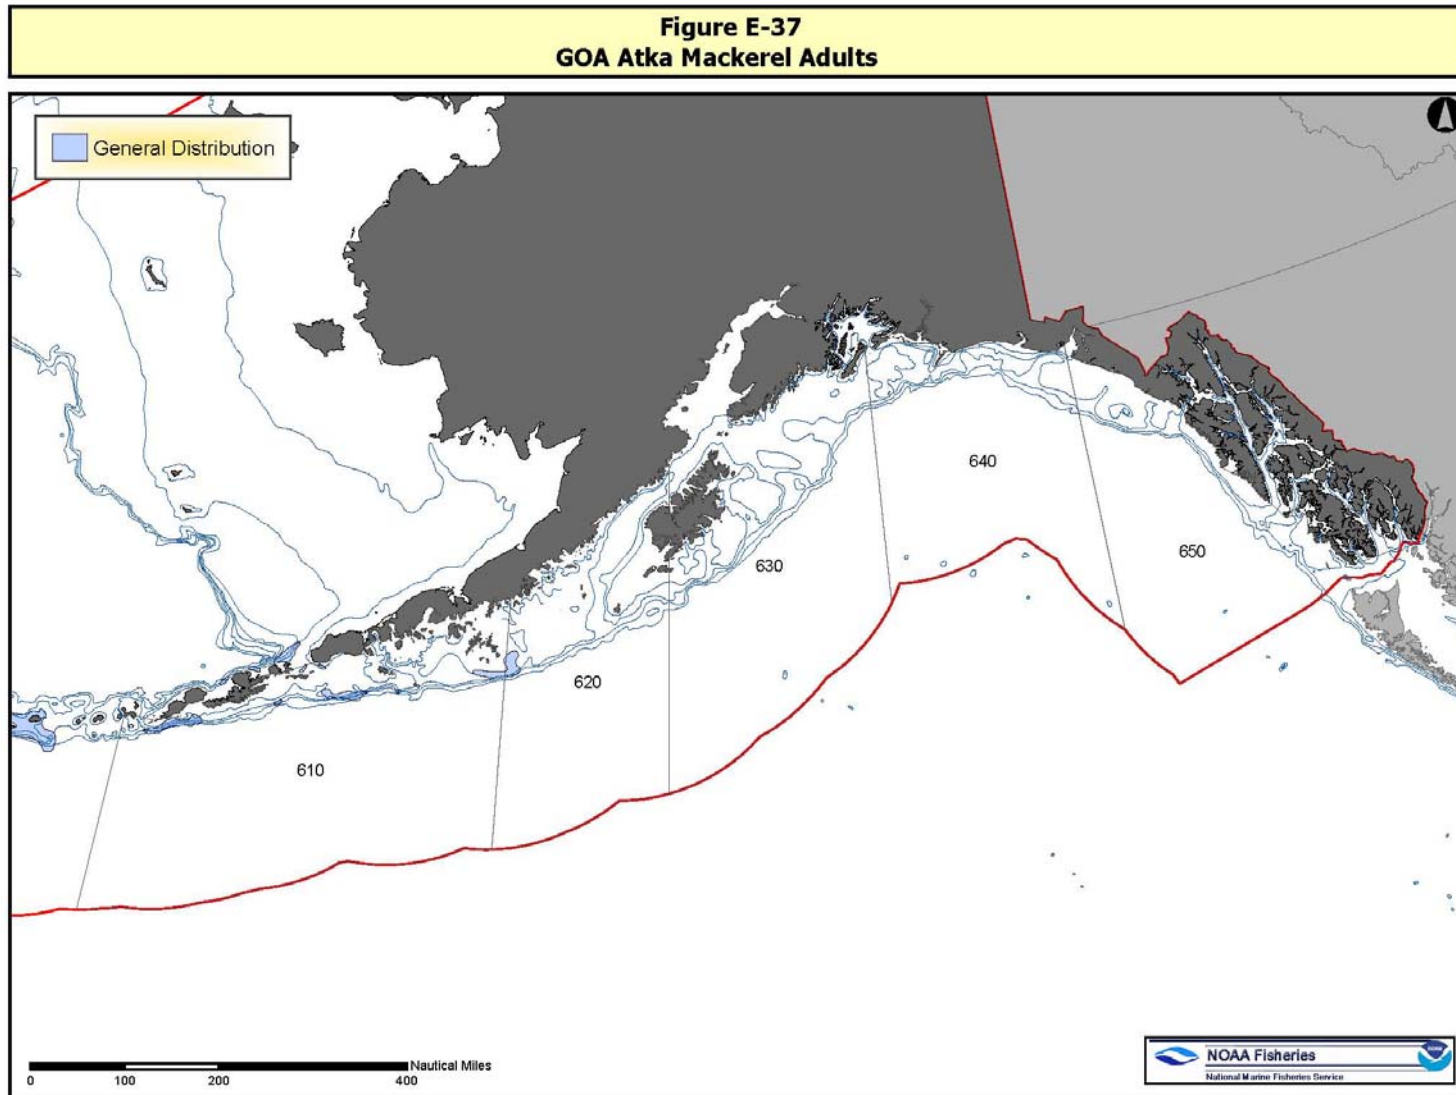 Figure E-37
GOA Atka Mackerel Adults
General Distribution
640
650
630
620
610
Nautical Miles
0 100 200 400
NOAA Fisheries
National Marine Fisheries Service